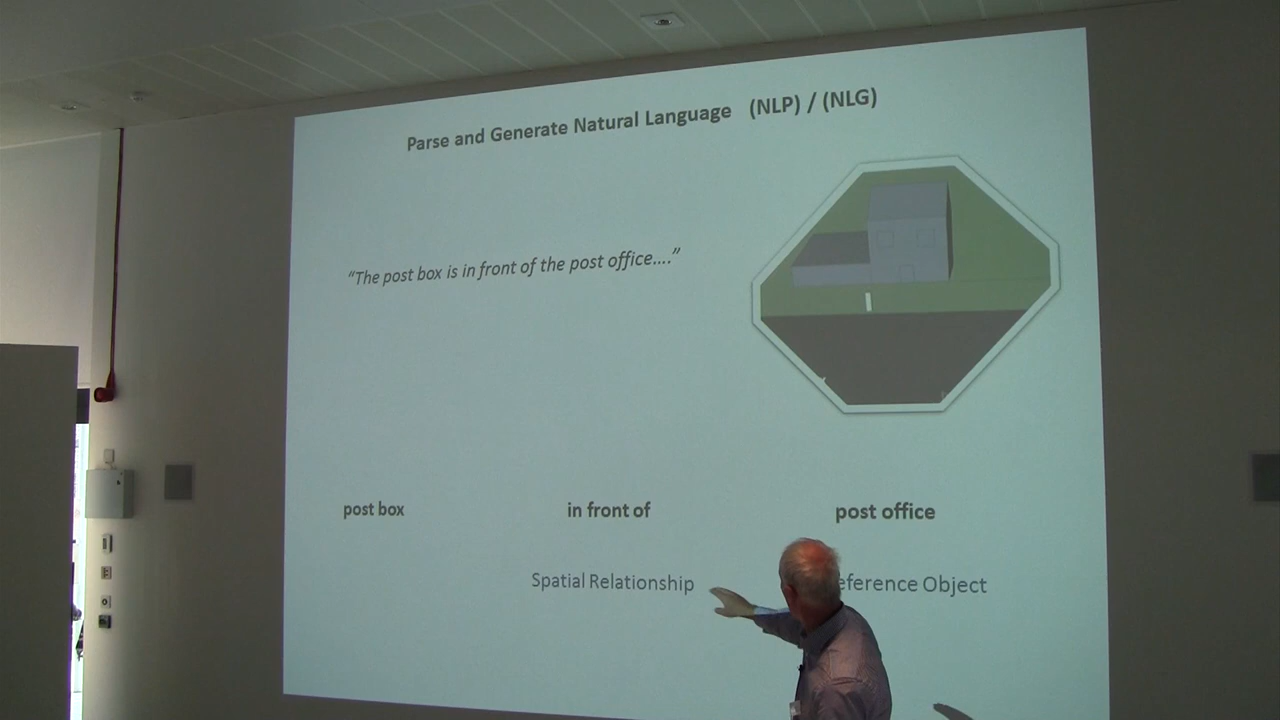 Parse and Generate Natural Language (NLP) / (NLG)
“The post box is in front of the post office....”
post box in front of post office
Spatial Relationship eference Object